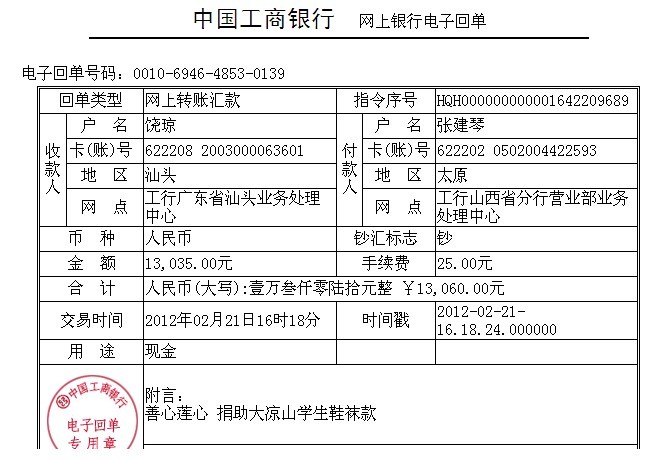 中国工商银行 网上银行电子回单
电子回单号码：0010-6946-4853-0139
回单类型 网上转账汇款 指令序号 HQH000000000001642209689
收款人 户 名 饶琼 付款人 户 名 张建琴
卡(账)号 622208 2003000063601 卡(账)号 622202 0502004422593
地 区 汕头 地 区 太原
网 点 工行广东省汕头业务处理中心 网 点 工行山西省分行营业部业务处理中心
币 种 人民币 钞汇标志 钞
金 额 13,035.00元 手续费 25.00元
合 计 人民币(大写):壹万叁仟零陆拾元整 ￥13,060.00元
交易时间 2012年02月21日16时18分 时间戳 2012-02-21-16.18.24.000000
用 途 现金
附言:
善心莲心 捐助大凉山学生鞋袜款
中国工商银行
电子回单
专用章